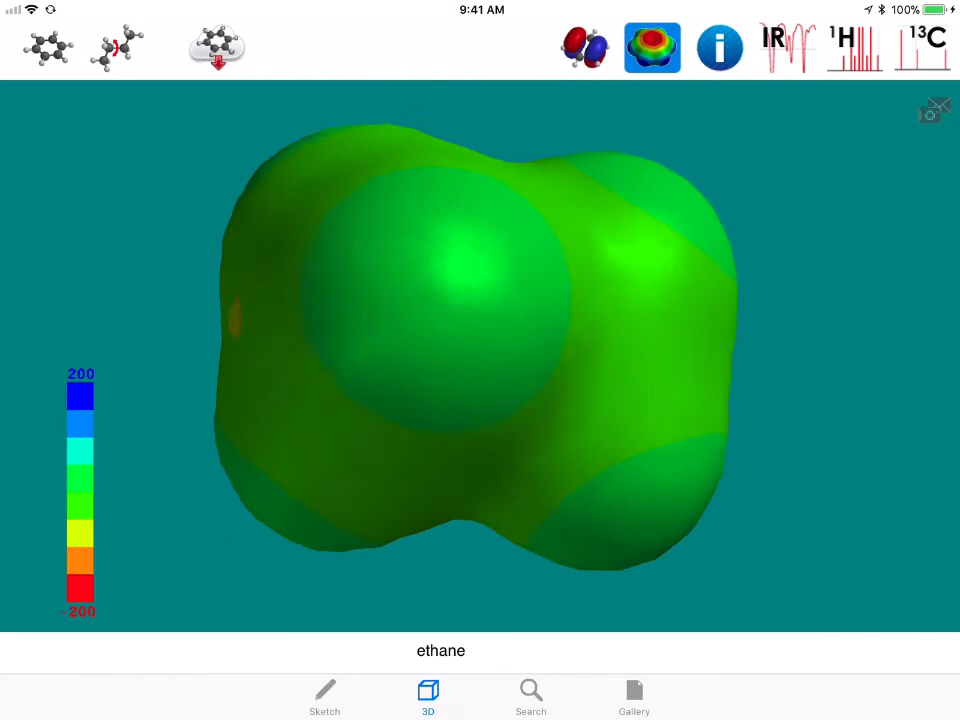 9:41 AM
100%
IR
¹H
¹³C
200
-200
ethane
Sketch
3D
Search
Gallery